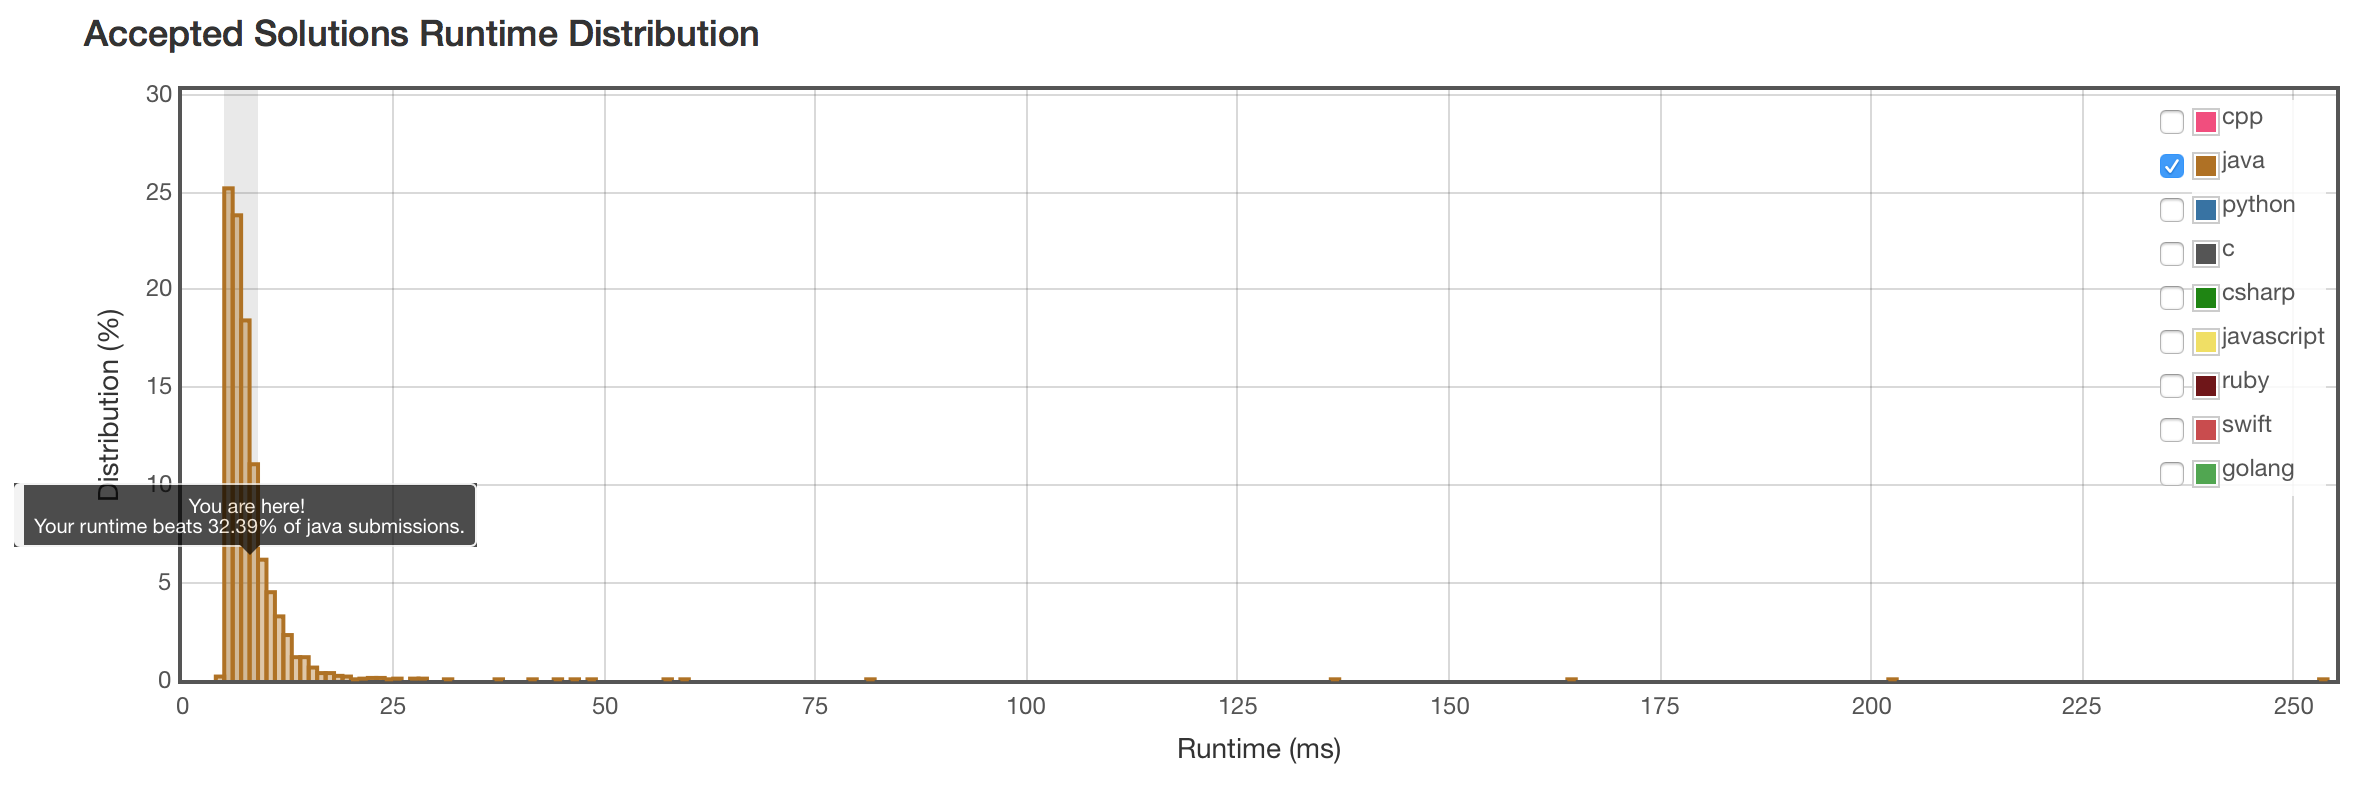 Accepted Solutions Runtime Distribution
Distribution (%)
30
25
20
15
10
5
0
You are here!
Your runtime beats 32.39% of java submissions.
cpp
java
python
c
csharp
javascript
ruby
swift
golang
0 25 50 75 100 125 150 175 200 225 250
Runtime (ms)